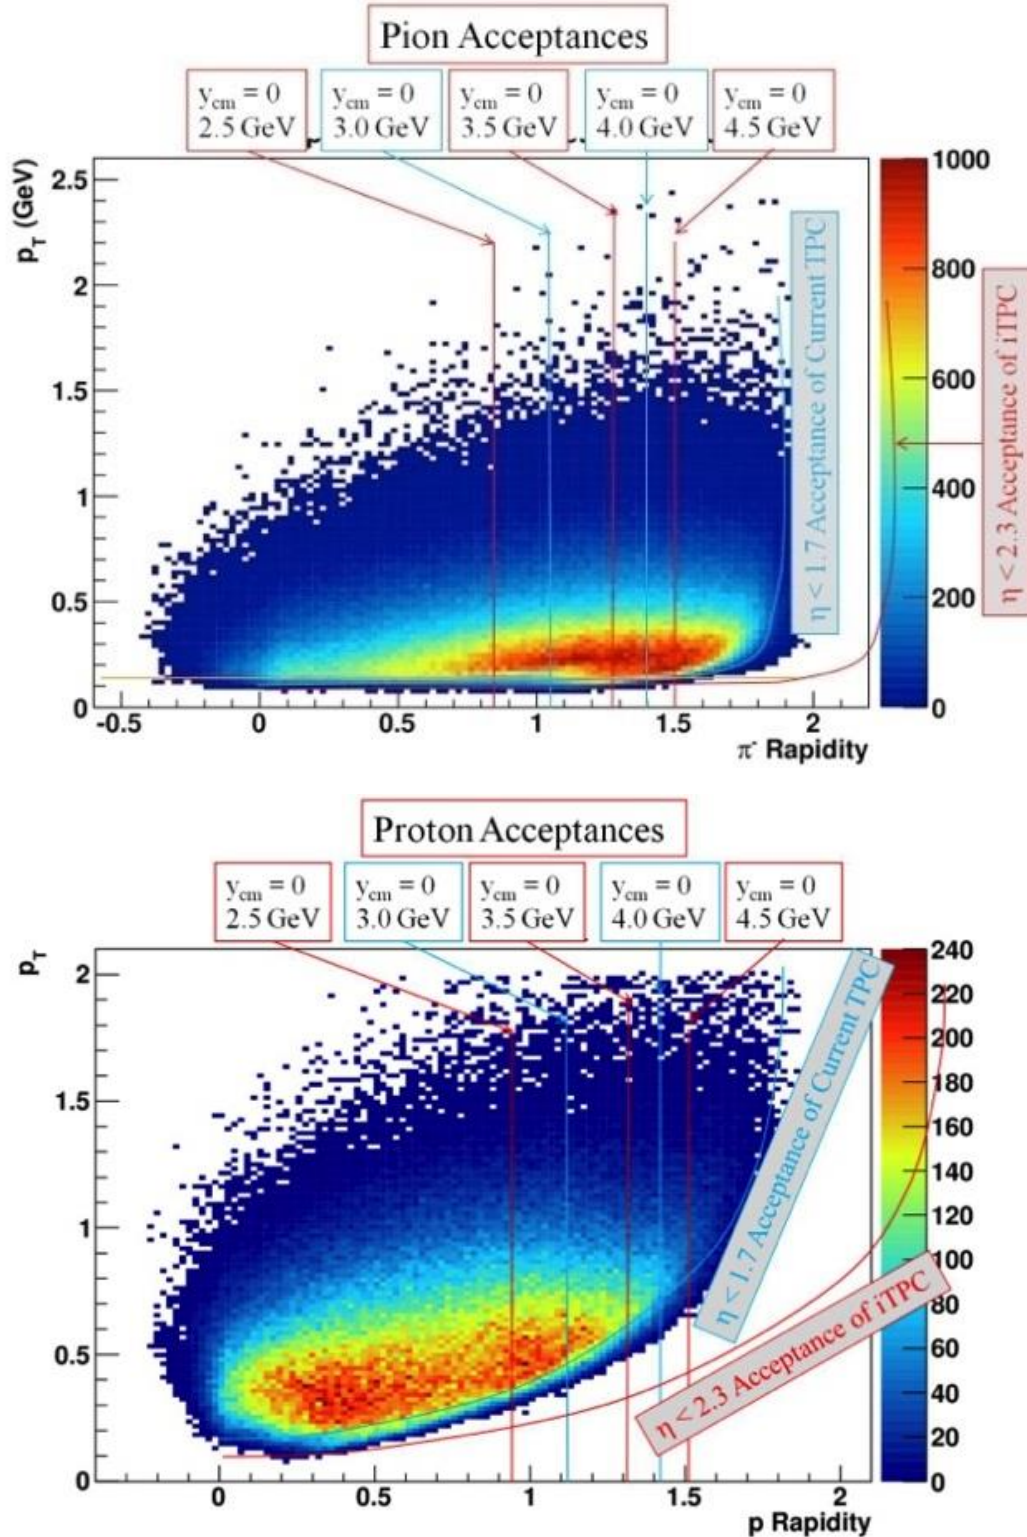 Pion Acceptances
y_cm = 0
2.5 GeV
y_cm = 0
3.0 GeV
y_cm = 0
3.5 GeV
y_cm = 0
4.0 GeV
y_cm = 0
4.5 GeV
p_T (GeV)
2.5
2
1.5
1
0.5
0
-0.5 0 0.5 1 1.5 2
π⁻ Rapidity
η < 1.7 Acceptance of Current TPC
1000
800
600
400
200
0
η < 2.3 Acceptance of iTPC
Proton Acceptances
y_cm = 0
2.5 GeV
y_cm = 0
3.0 GeV
y_cm = 0
3.5 GeV
y_cm = 0
4.0 GeV
y_cm = 0
4.5 GeV
p_T
2
1.5
1
0.5
0
0 0.5 1 1.5 2
p Rapidity
η < 1.7 Acceptance of Current TPC
η < 2.3 Acceptance of iTPC
240
220
200
180
160
140
120
100
80
60
40
20
0